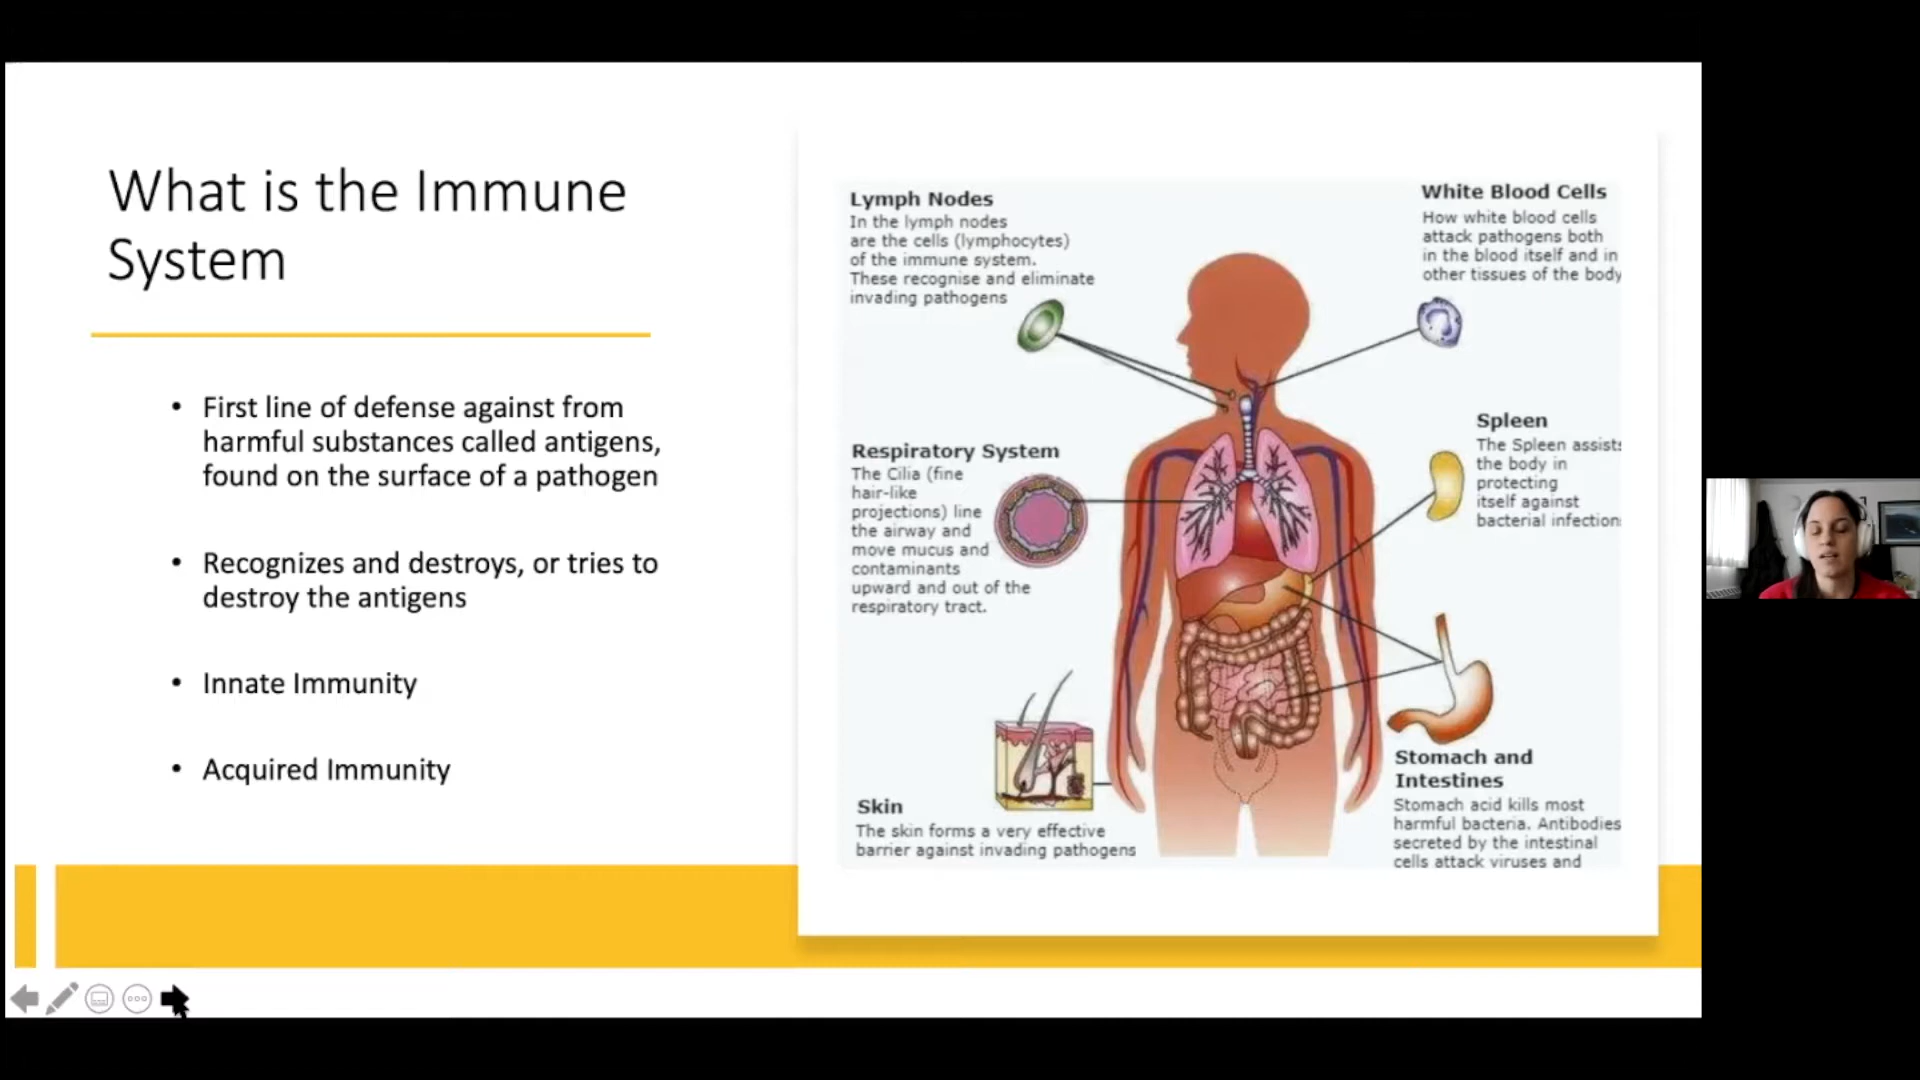 What is the Immune
System
• First line of defense against from
harmful substances called antigens,
found on the surface of a pathogen
• Recognizes and destroys, or tries to
destroy the antigens
• Innate Immunity
• Acquired Immunity
Lymph Nodes
In the lymph nodes
are the cells (lymphocytes)
of the immune system.
These recognise and eliminate
invading pathogens
White Blood Cells
How white blood cells
attack pathogens both
in the blood itself and in
other tissues of the body
Respiratory System
The Cilia (fine
hair-like
projections) line
the airway and
move mucus and
contaminants
upward and out of the
respiratory tract.
Spleen
The Spleen assists
the body in
protecting
itself against
bacterial infection
Skin
The skin forms a very effective
barrier against invading pathogens
Stomach and
Intestines
Stomach acid kills most
harmful bacteria. Antibodies
secreted by the intestinal
cells attack viruses and